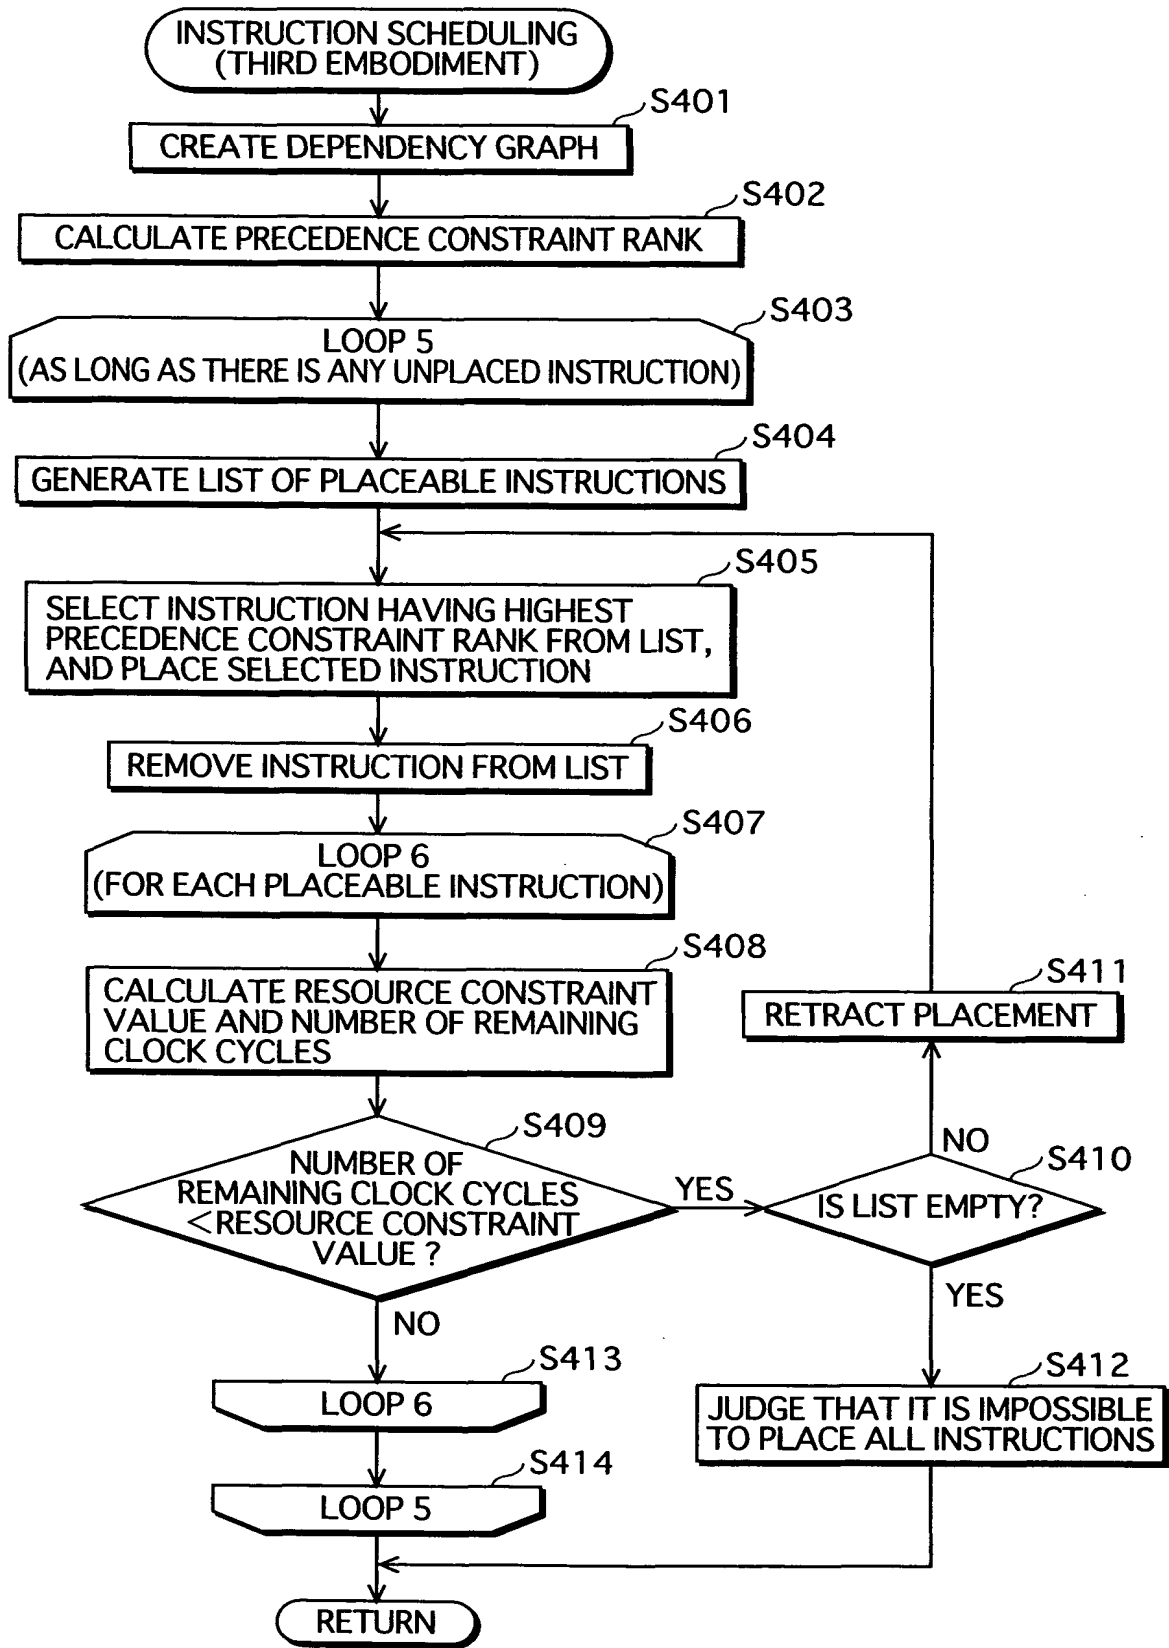 INSTRUCTION SCHEDULING
(THIRD EMBODIMENT)
S401
CREATE DEPENDENCY GRAPH
S402
CALCULATE PRECEDENCE CONSTRAINT RANK
S403
LOOP 5
(AS LONG AS THERE IS ANY UNPLACED INSTRUCTION)
S404
GENERATE LIST OF PLACEABLE INSTRUCTIONS
S405
SELECT INSTRUCTION HAVING HIGHEST
PRECEDENCE CONSTRAINT RANK FROM LIST,
AND PLACE SELECTED INSTRUCTION
S406
REMOVE INSTRUCTION FROM LIST
S407
LOOP 6
(FOR EACH PLACEABLE INSTRUCTION)
S408
CALCULATE RESOURCE CONSTRAINT
VALUE AND NUMBER OF REMAINING
CLOCK CYCLES
S411
RETRACT PLACEMENT
S409
NUMBER OF
REMAINING CLOCK CYCLES
<RESOURCE CONSTRAINT
VALUE ?
YES
NO
S410
IS LIST EMPTY?
YES
NO
S412
JUDGE THAT IT IS IMPOSSIBLE
TO PLACE ALL INSTRUCTIONS
S413
LOOP 6
S414
LOOP 5
RETURN